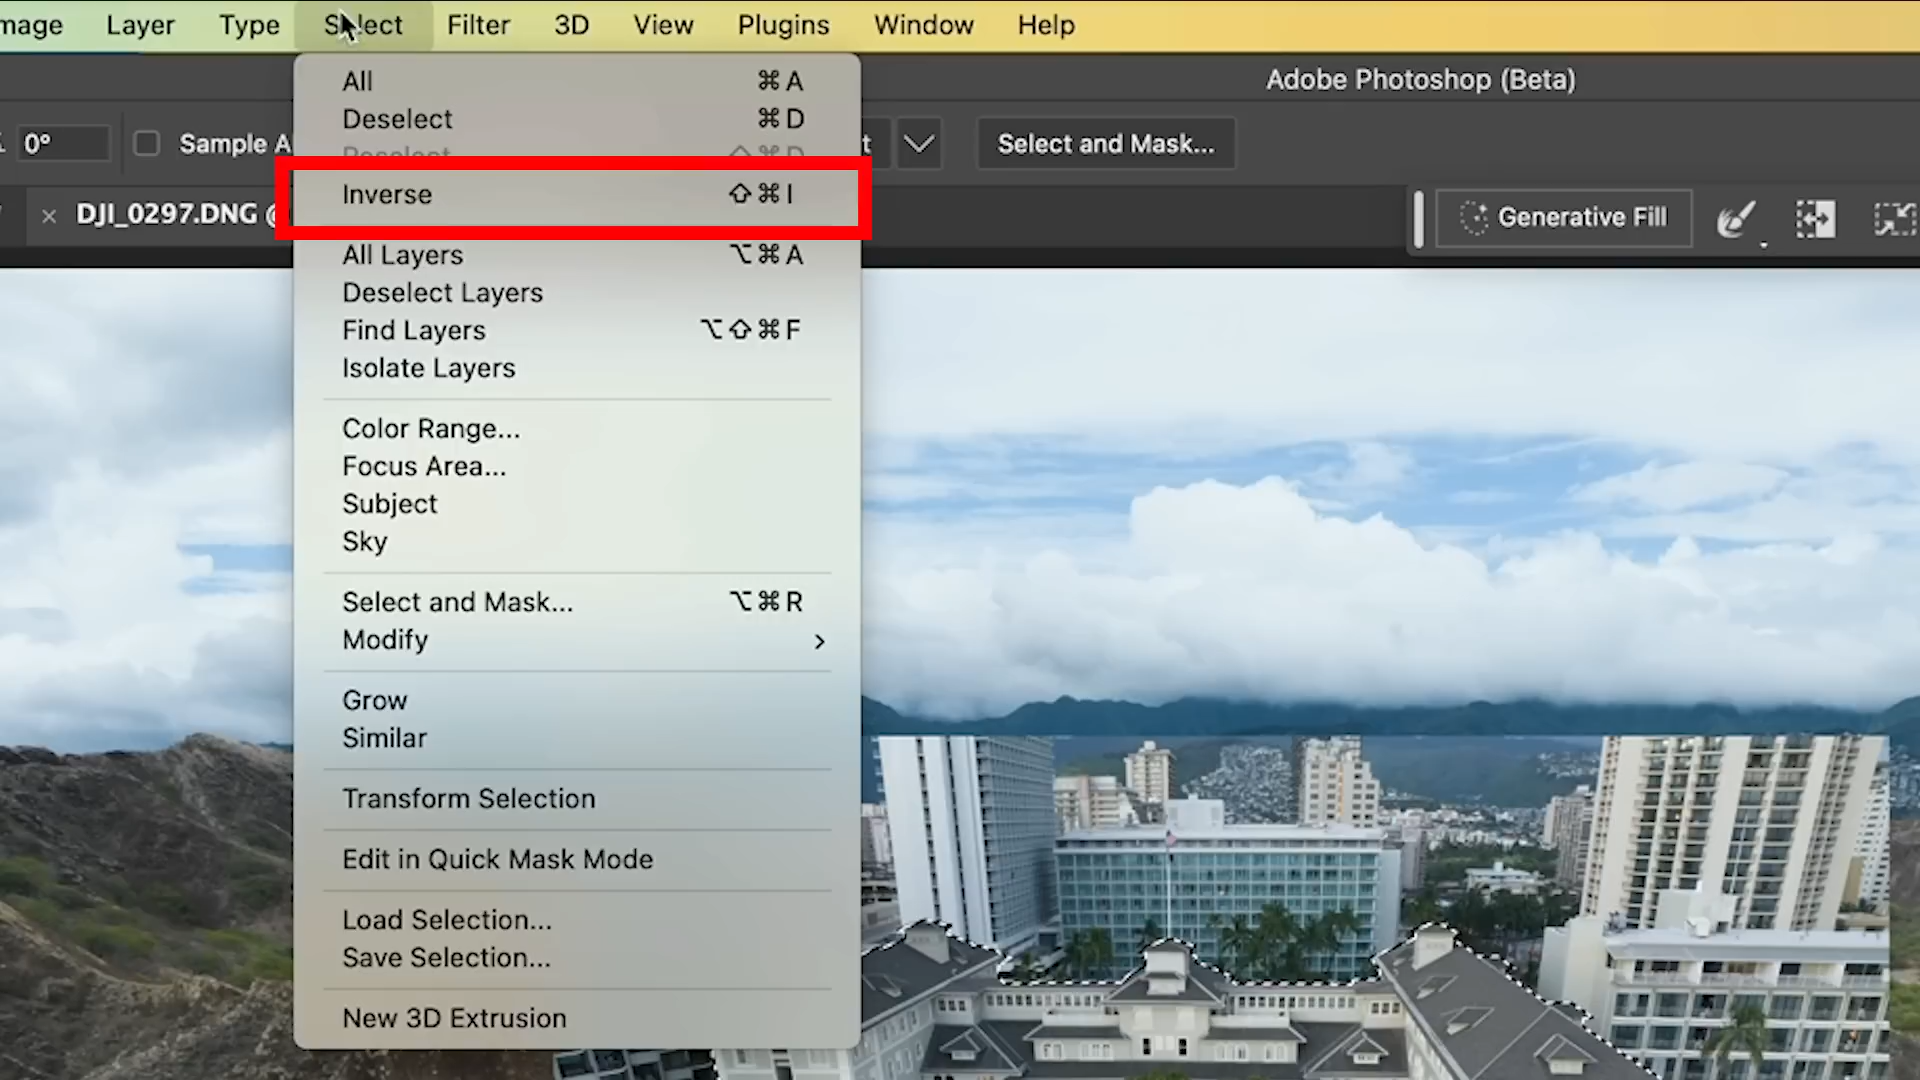 mage Layer Type Select Filter 3D View Plugins Window Help
Adobe Photoshop (Beta)
All ⌘A
Deselect ⌘D
0° Sample A
Select and Mask...
Reselect ⇧⌘D
Inverse ⇧⌘I
× DJI_0297.DNG @
Generative Fill
All Layers ⌥⌘A
Deselect Layers
Find Layers ⌥⇧⌘F
Isolate Layers
Color Range...
Focus Area...
Subject
Sky
Select and Mask... ⌥⌘R
Modify >
Grow
Similar
Transform Selection
Edit in Quick Mask Mode
Load Selection...
Save Selection...
New 3D Extrusion